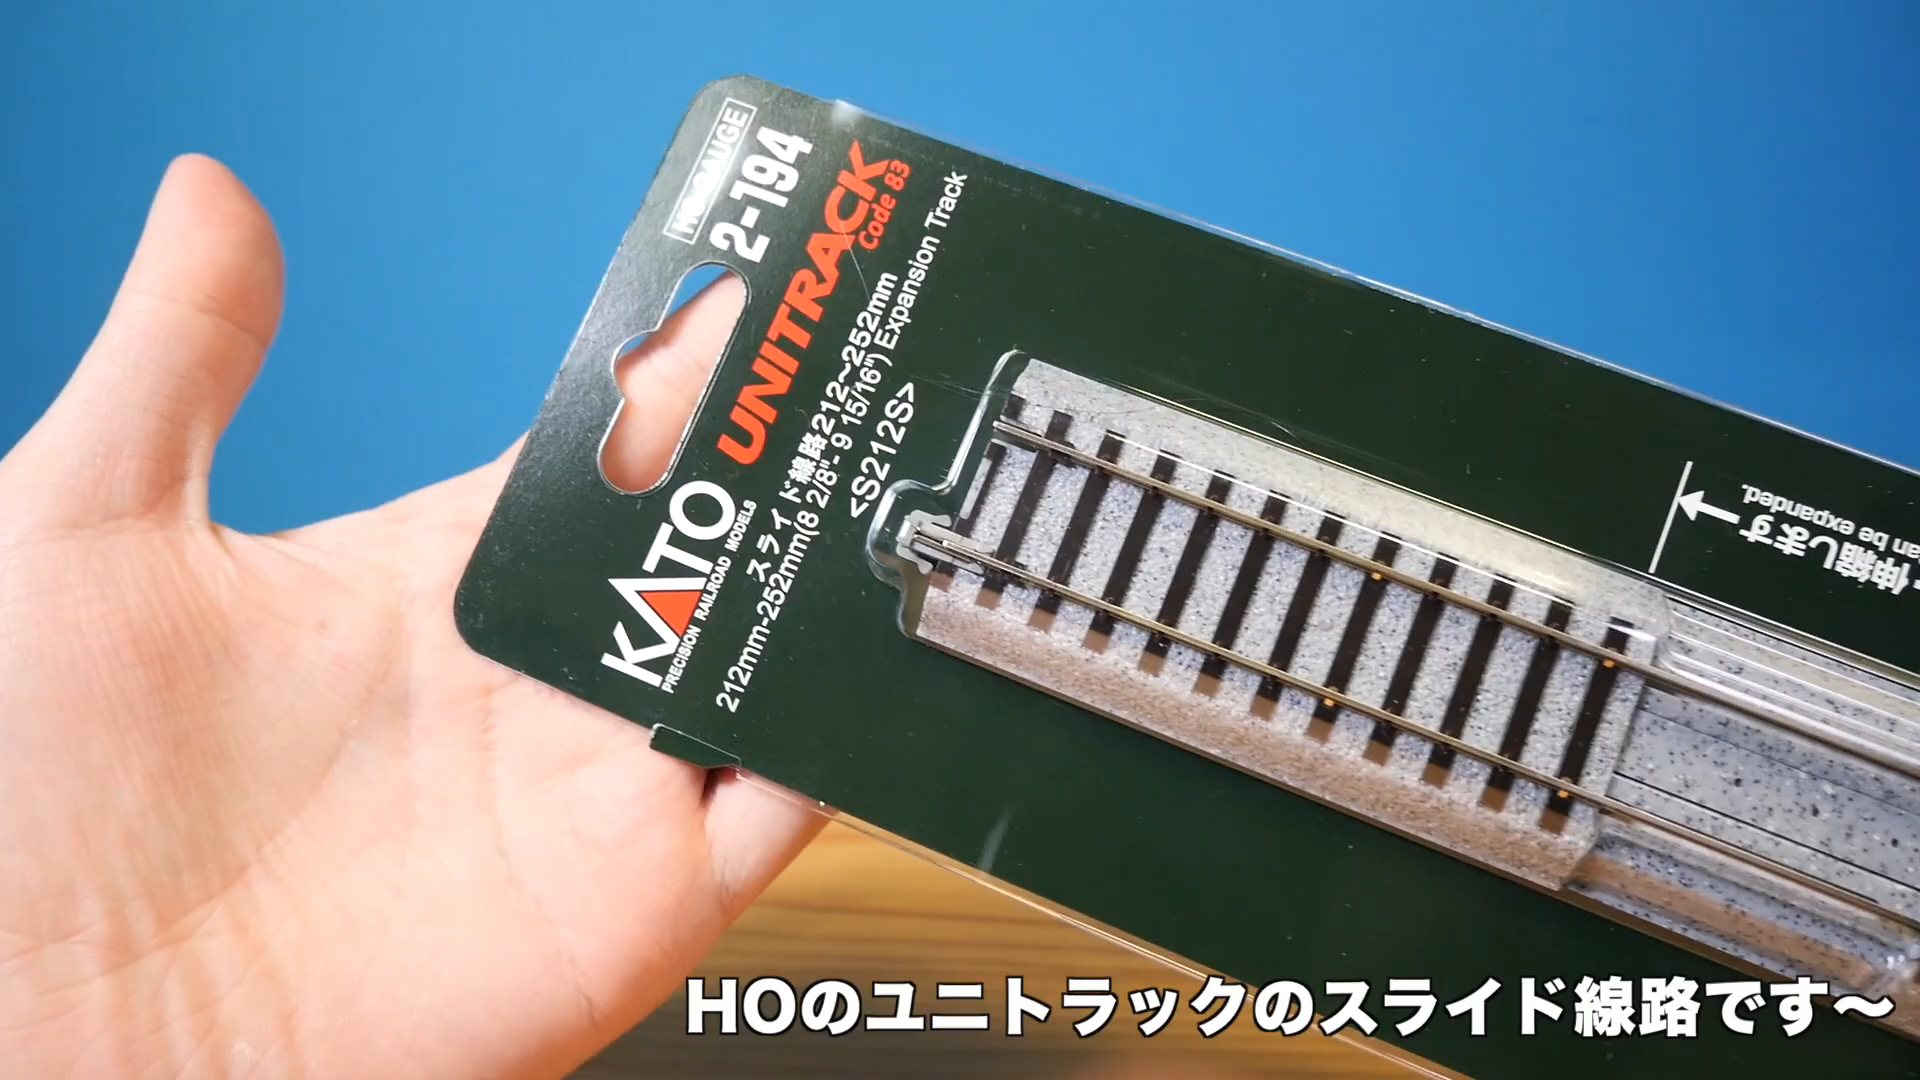 HO GAUGE
2-194
UNITRACK
Code 83
スライド線路212~252mm
212mm-252mm(8 2/8"- 9 15/16") Expansion Track
<S212S>
KATO
PRECISION RAILROAD MODELS
伸縮します
an be expanded.
HOのユニトラックのスライド線路です〜